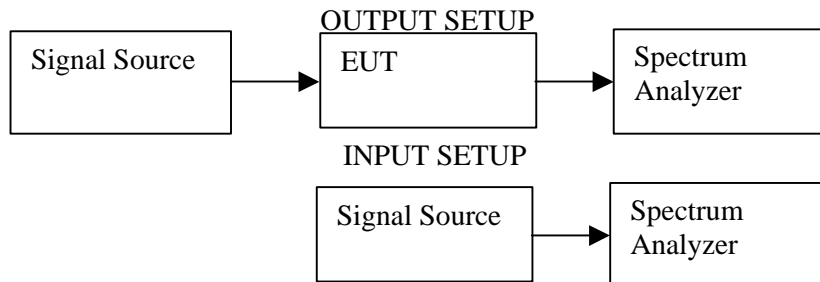 OUTPUT SETUP
Signal Source
EUT
Spectrum
Analyzer
INPUT SETUP
Signal Source
Spectrum
Analyzer